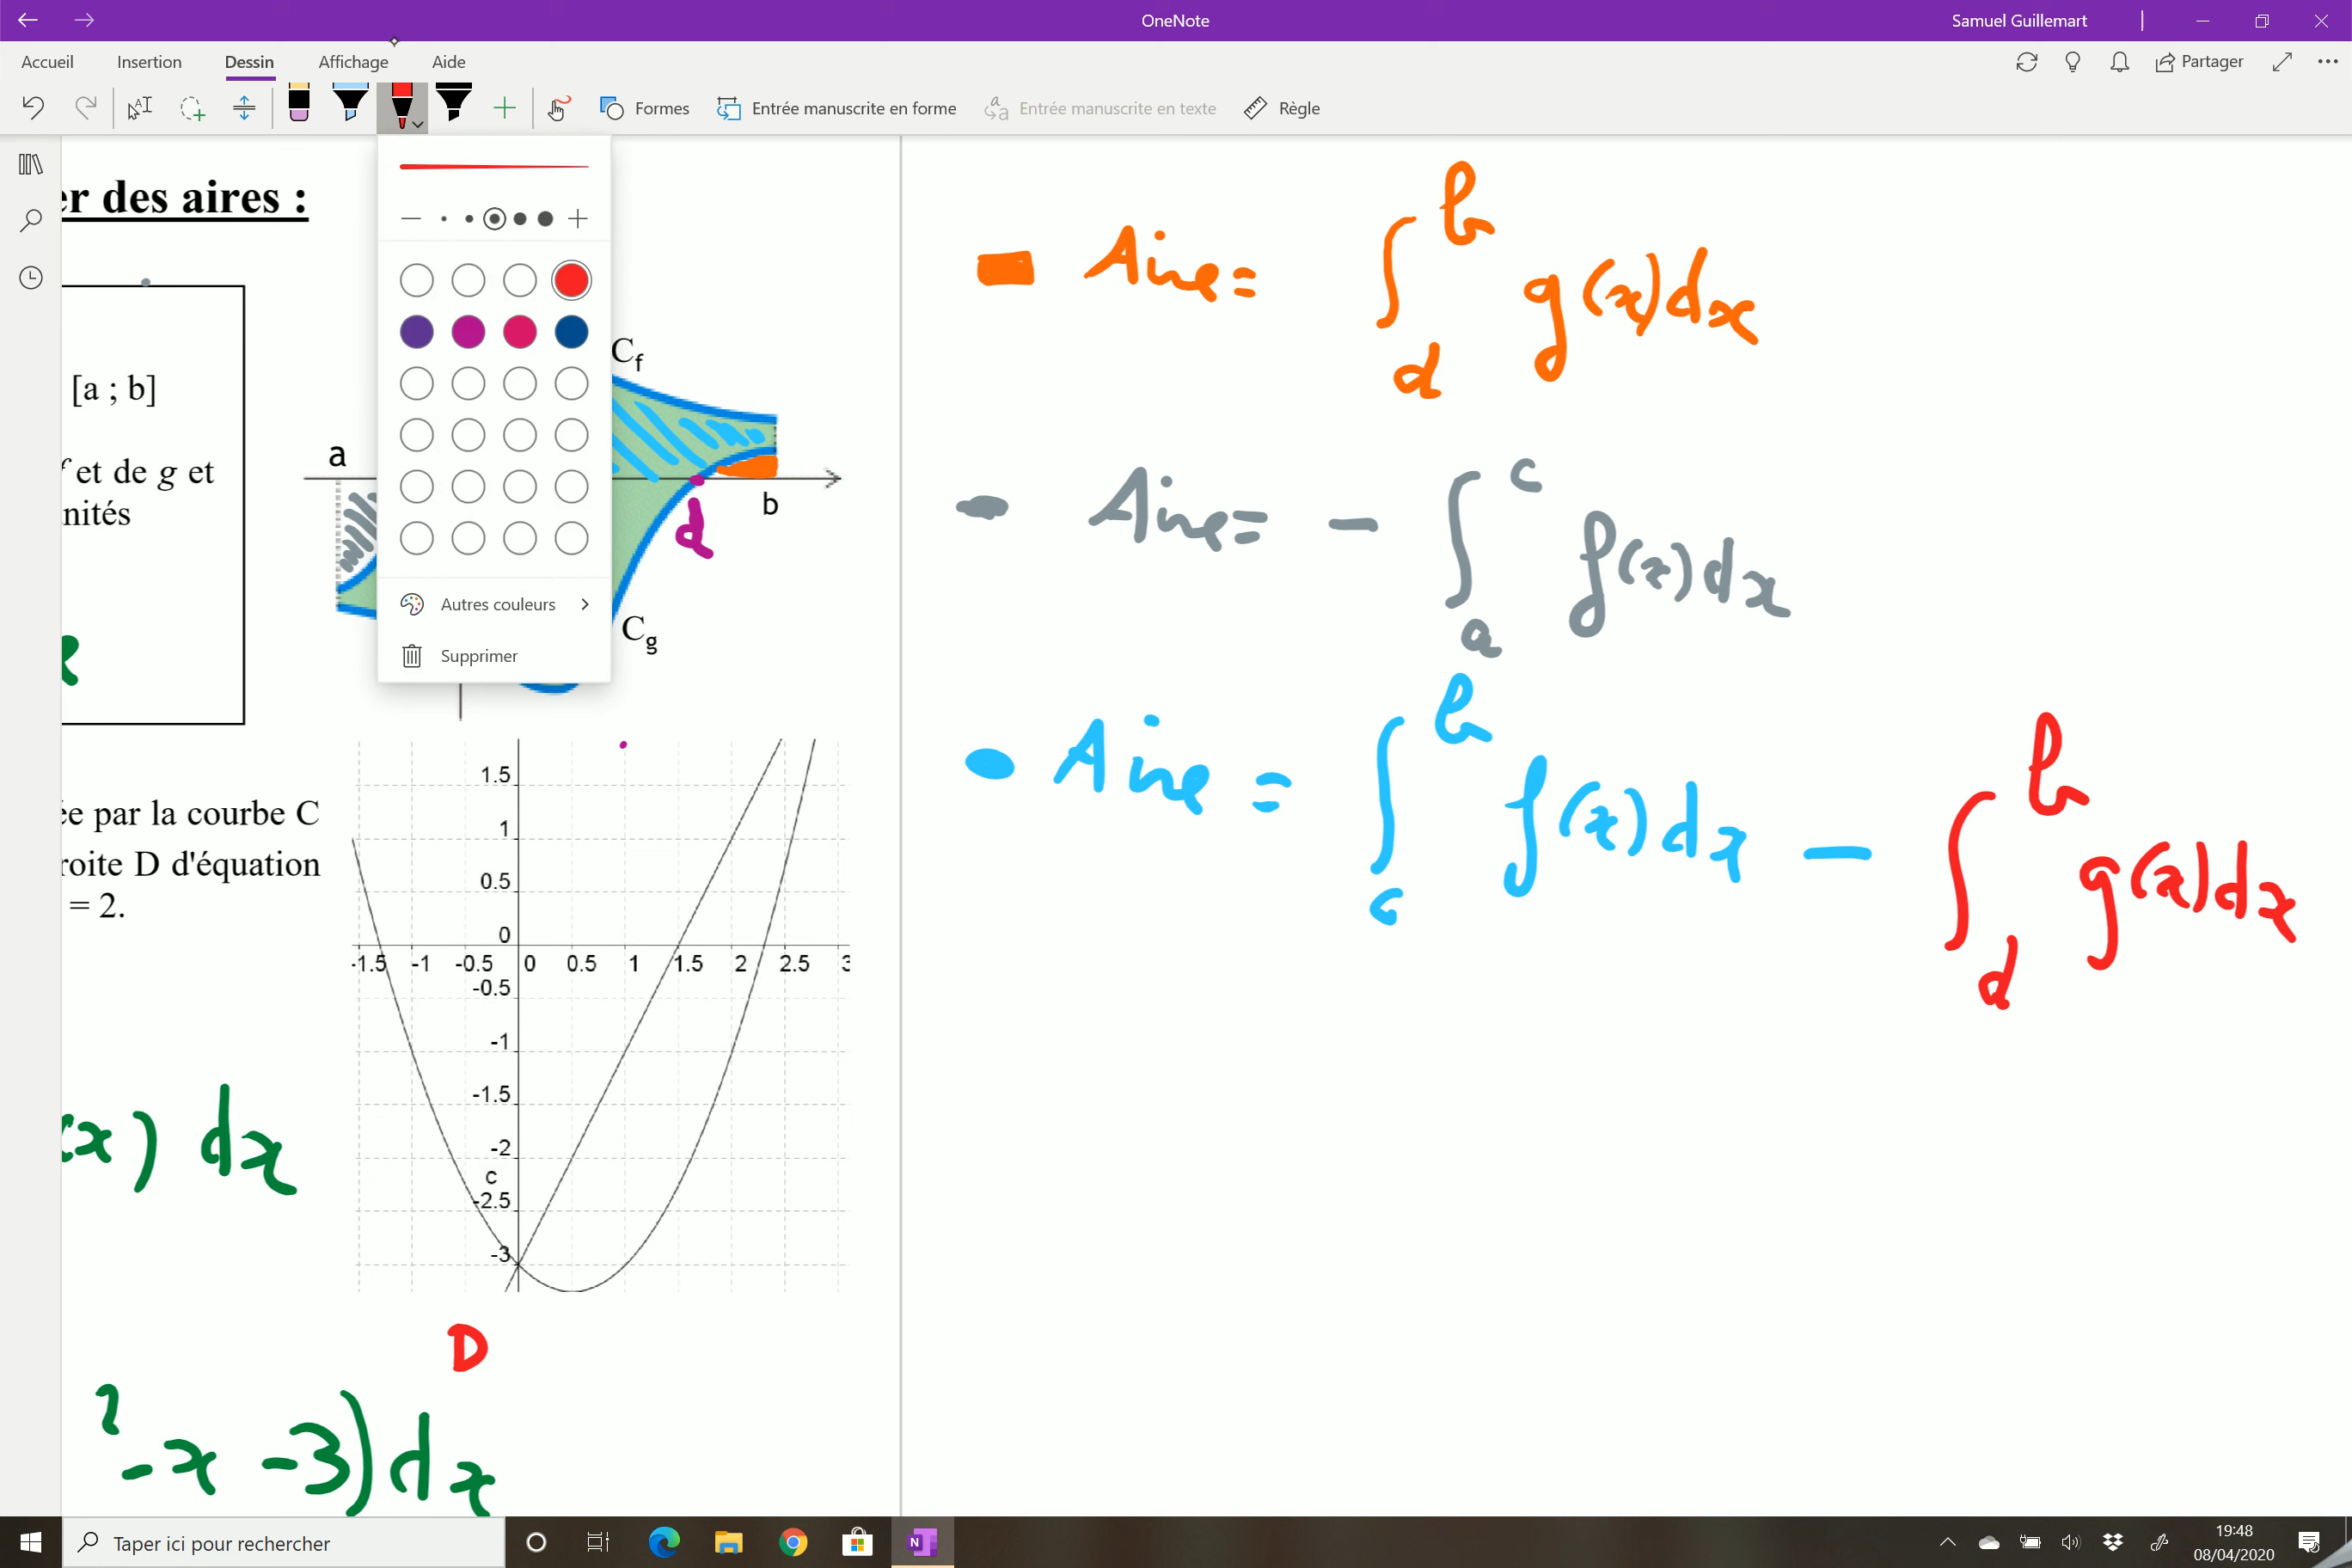 OneNote
Samuel Guillemart
Accueil Insertion Dessin Affichage Aide
Partager
Formes Entrée manuscrite en forme Entrée manuscrite en texte Règle
er des aires :
[a ; b]
et de g et
nités
Autres couleurs
Supprimer
a
Cf
b
d
Cg
Aire= ∫ d b g(x)dx
Aire= - ∫ a c f(x)dx
Aire = ∫ c b f(x)dx - ∫ d b g(x)dx
ée par la courbe C
roite D d'équation
= 2.
1.5
1
0.5
0
-1.5 -1 -0.5 0 0.5 1 1.5 2 2.5 3
-0.5
-1
-1.5
-2
c
-2.5
-3
(x) dx
D
² -x -3)dx
Taper ici pour rechercher
19:48
08/04/2020